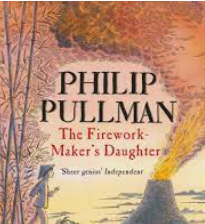 PHILIP
PULLMAN
The Firework-
Maker's Daughter
'Sheer genius' Independent